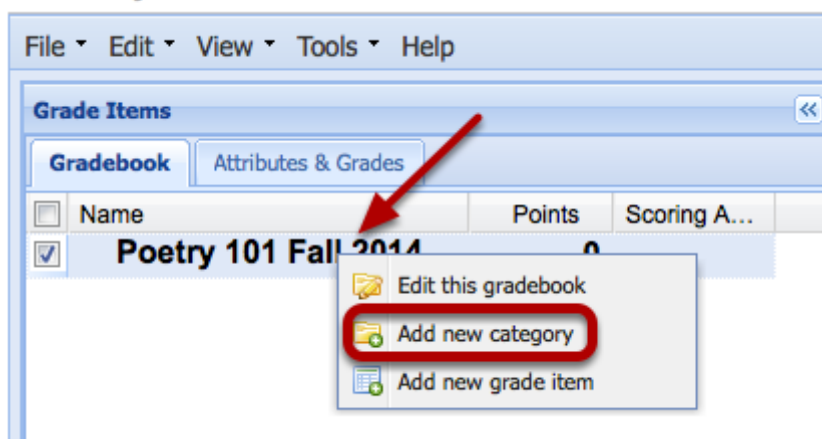 File Edit View Tools Help
Grade Items
Gradebook Attributes & Grades
Name Points Scoring A...
Poetry 101 Fall 2014 0
Edit this gradebook
Add new category
Add new grade item